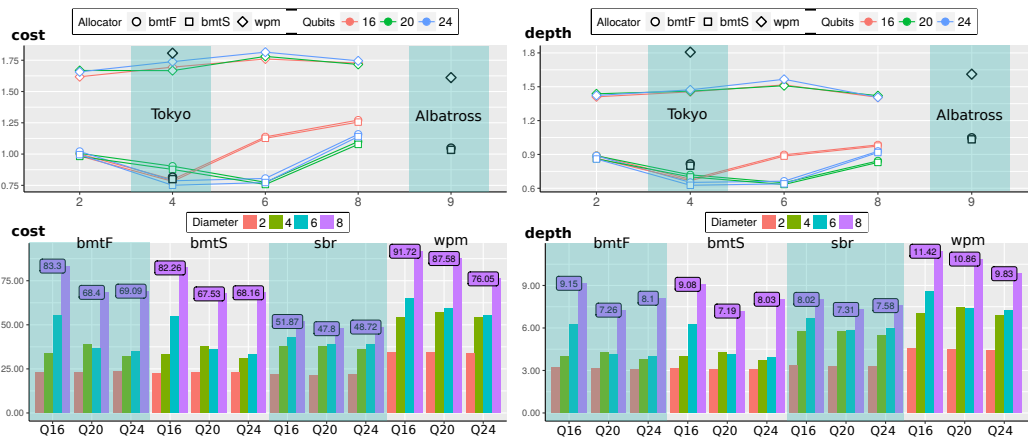 Allocator bmtF bmtS wpm Qubits 16 20 24
cost
1.75
1.50
1.25
1.00
0.75
Tokyo
Albatross
2 4 6 8 9
Allocator bmtF bmtS wpm Qubits 16 20 24
depth
1.8
1.5
1.2
0.9
0.6
Tokyo
Albatross
2 4 6 8 9
Diameter 2 4 6 8
cost
bmtF bmtS sbr wpm
75.00
50.00
25.00
0.00
83.3 68.4 69.09 82.26 67.53 68.16 51.87 47.8 48.72 91.72 87.58 76.05
Q16 Q20 Q24 Q16 Q20 Q24 Q16 Q20 Q24 Q16 Q20 Q24
Diameter 2 4 6 8
depth
bmtF bmtS sbr wpm
9.00
6.00
3.00
0.00
9.15 7.26 8.1 9.08 7.19 8.03 8.02 7.31 7.58 11.42 10.86 9.83
Q16 Q20 Q24 Q16 Q20 Q24 Q16 Q20 Q24 Q16 Q20 Q24